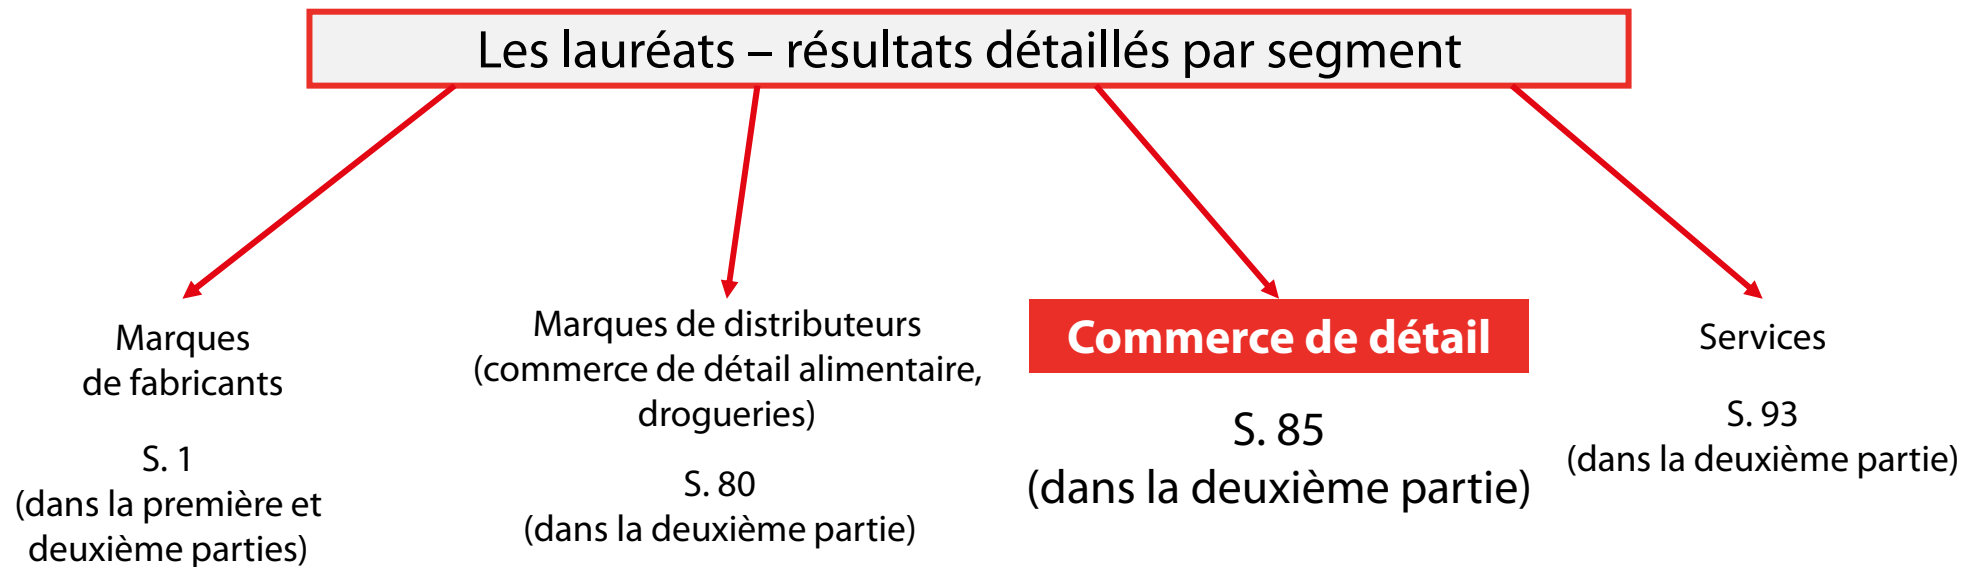 Les lauréats – résultats détaillés par segment
Marques
de fabricants
S. 1
(dans la première et
deuxième parties)
Marques de distributeurs
(commerce de détail alimentaire,
drogueries)
S. 80
(dans la deuxième partie)
Commerce de détail
S. 85
(dans la deuxième partie)
Services
S. 93
(dans la deuxième partie)